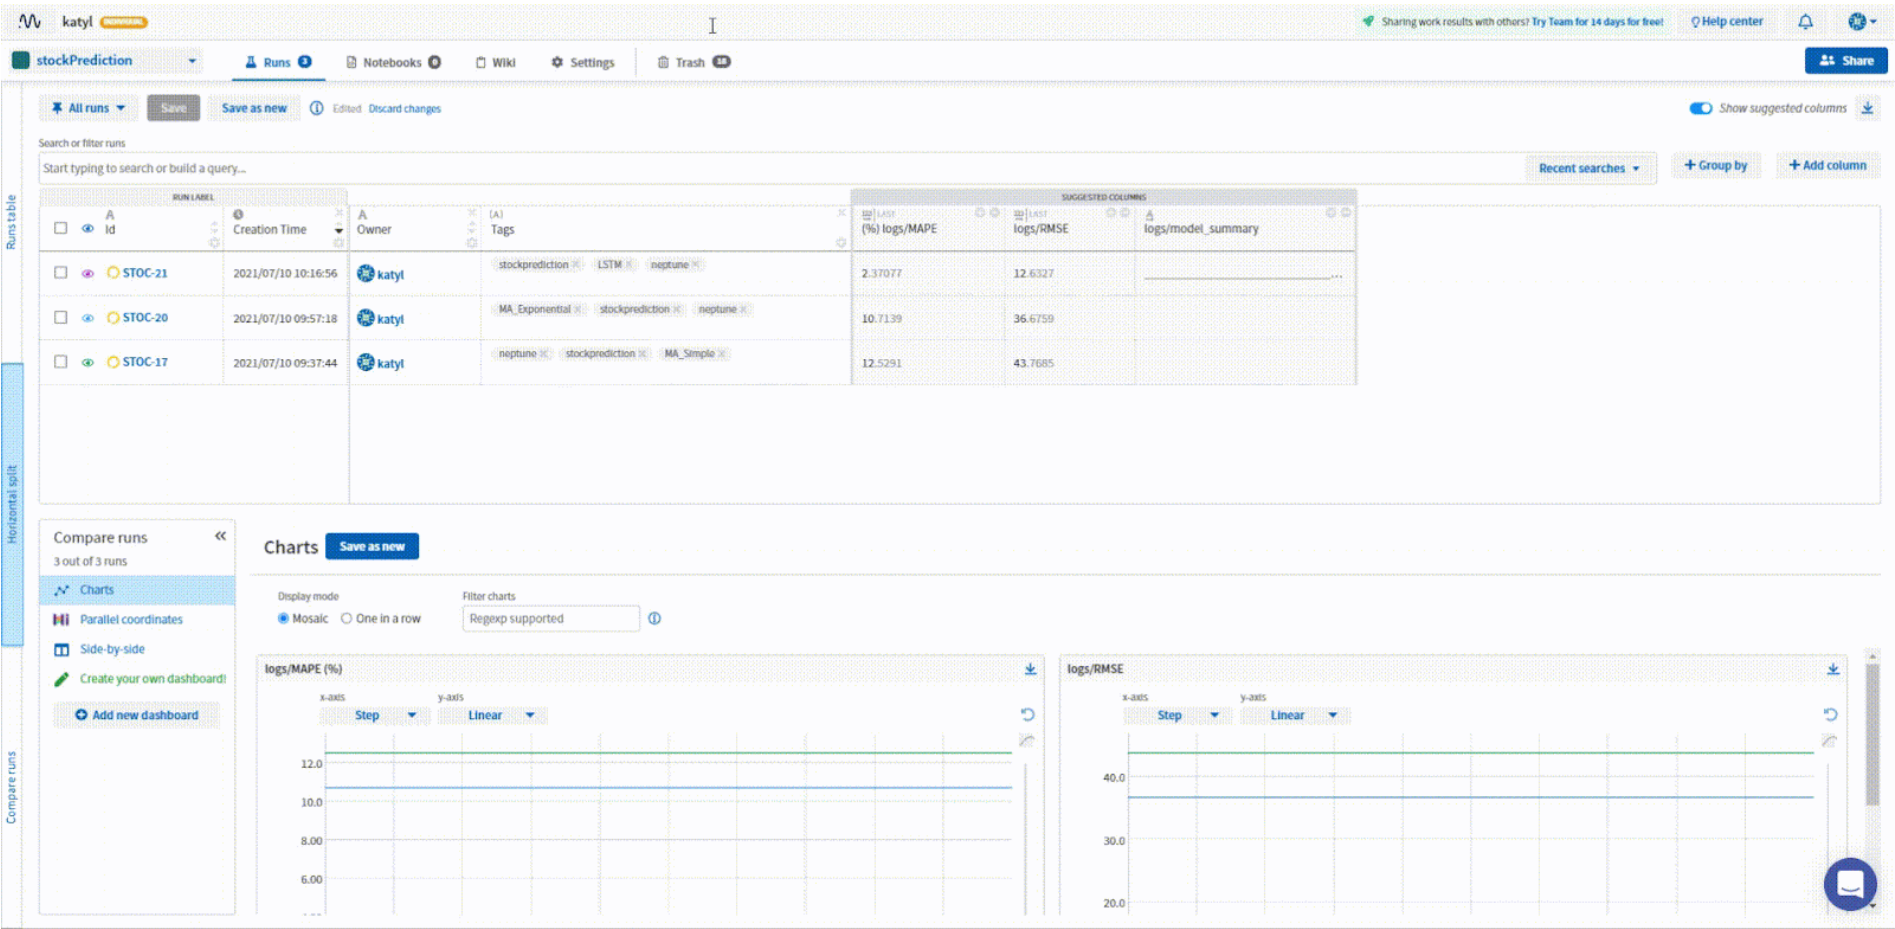 katyl INDIVIDUAL
Sharing work results with others? Try Team for 14 days for free!
Help center
stockPrediction
Runs 3
Notebooks 0
Wiki
Settings
Trash 18
Share
All runs
Save
Save as new
Edited Discard changes
Show suggested columns
Search or filter runs
Start typing to search or build a query...
Recent searches
+ Group by
+ Add column
Runs table
Horizontal split
Compare runs
RUN LABEL
SUGGESTED COLUMNS
A
Id
Creation Time
A
Owner
[A]
Tags
LAST
(%) logs/MAPE
LAST
logs/RMSE
A
logs/model_summary
STOC-21 2021/07/10 10:16:56 katyl stockprediction LSTM neptune 2.37077 12.6327 ...
STOC-20 2021/07/10 09:57:18 katyl MA_Exponential stockprediction neptune 10.7139 36.6759
STOC-17 2021/07/10 09:37:44 katyl neptune stockprediction MA_Simple 12.5291 43.7685
Compare runs
3 out of 3 runs
Charts
Parallel coordinates
Side-by-side
Create your own dashboard!
Add new dashboard
Charts Save as new
Display mode
Mosaic One in a row
Filter charts
Regexp supported
logs/MAPE (%)
x-axis y-axis
Step Linear
12.0
10.0
8.00
6.00
logs/RMSE
x-axis y-axis
Step Linear
40.0
30.0
20.0